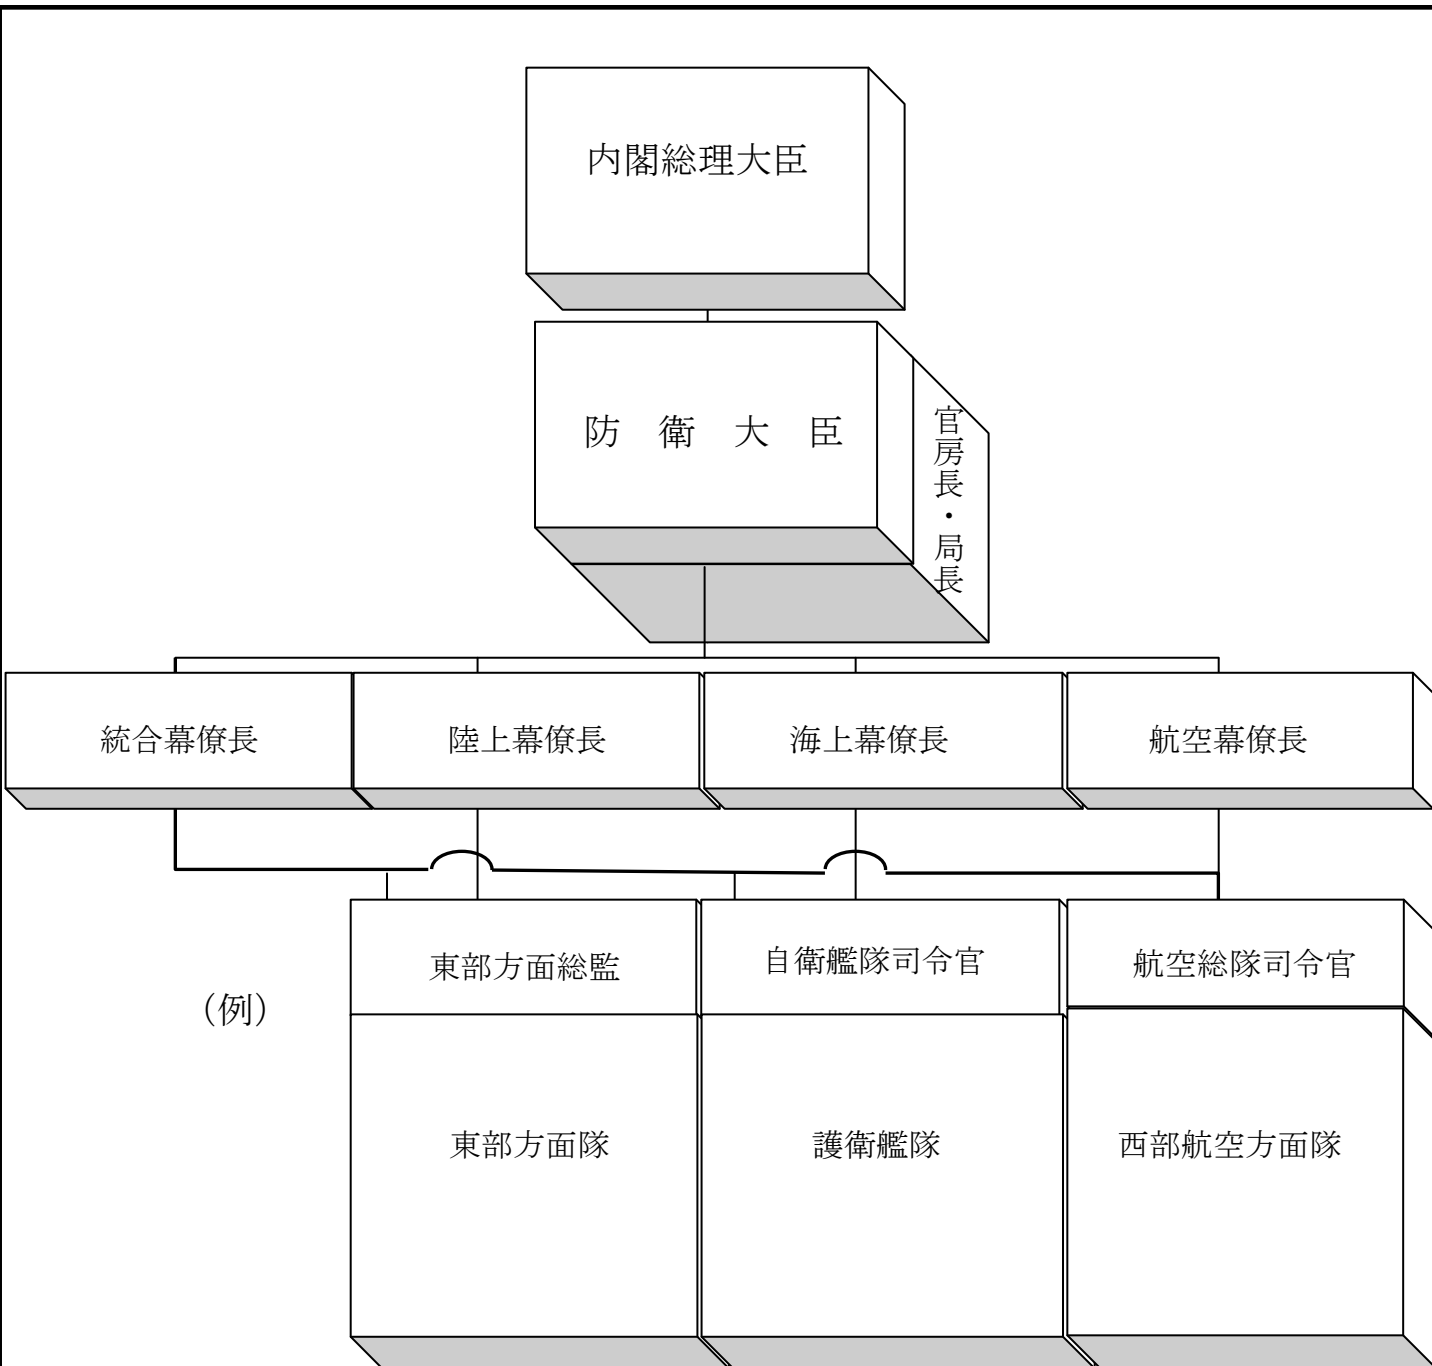 内閣総理大臣
防衛大臣
官房長・局長
統合幕僚長
陸上幕僚長
海上幕僚長
航空幕僚長
東部方面総監
自衛艦隊司令官
航空総隊司令官
（例）
東部方面隊
護衛艦隊
西部航空方面隊